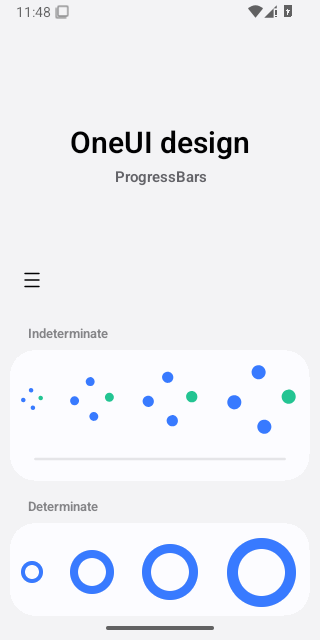 11:48
OneUI design
ProgressBars
Indeterminate
Determinate